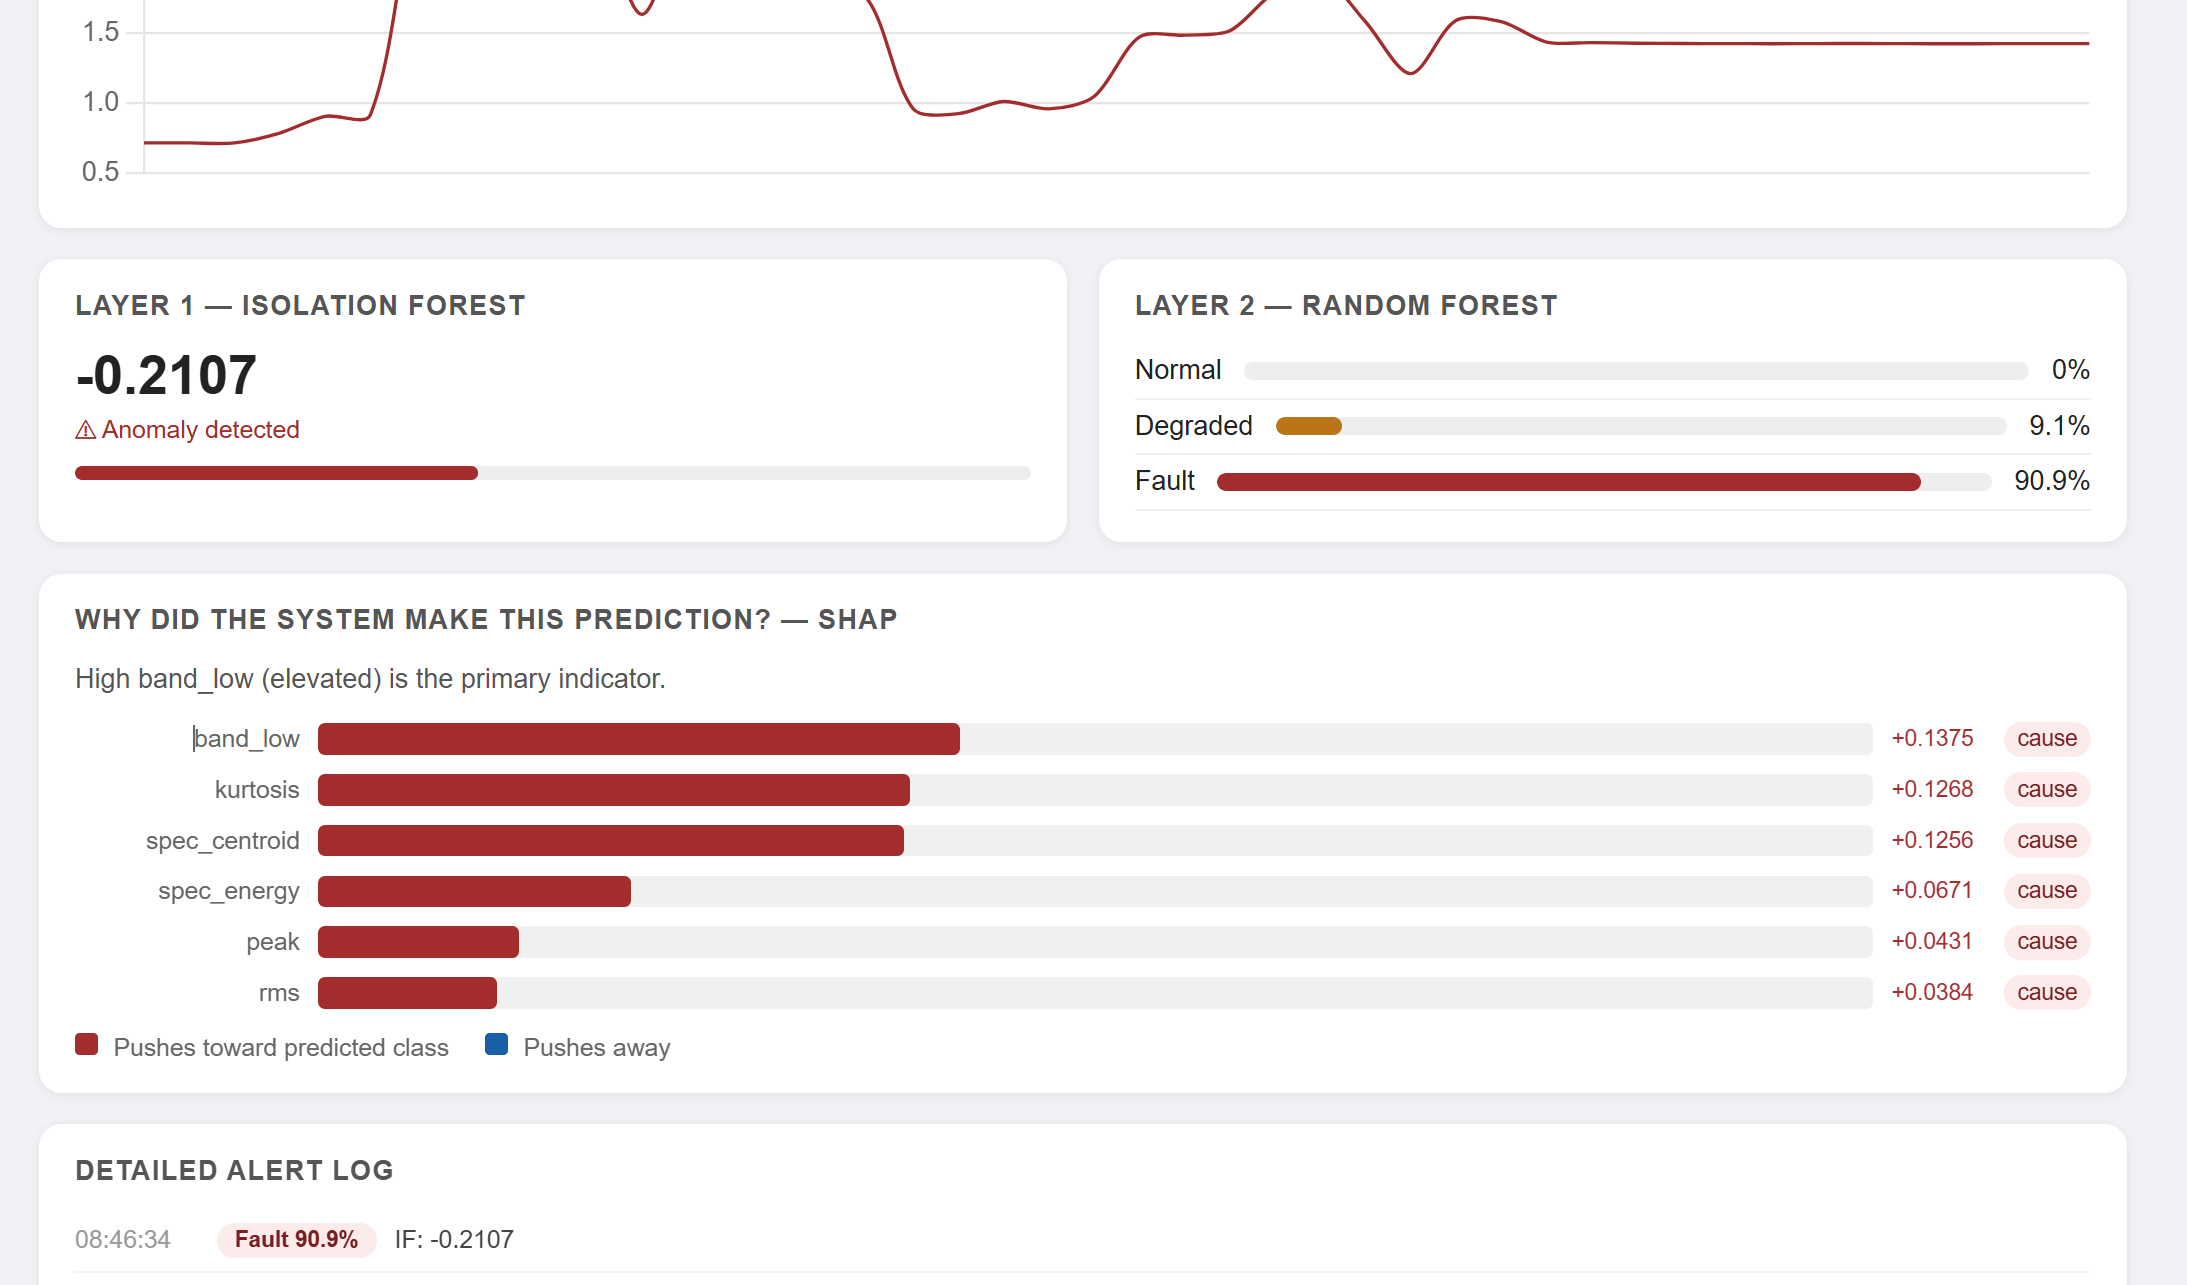 1.5
1.0
0.5
LAYER 1 — ISOLATION FOREST
-0.2107
⚠ Anomaly detected
LAYER 2 — RANDOM FOREST
Normal 0%
Degraded 9.1%
Fault 90.9%
WHY DID THE SYSTEM MAKE THIS PREDICTION? — SHAP
High band_low (elevated) is the primary indicator.
band_low +0.1375 cause
kurtosis +0.1268 cause
spec_centroid +0.1256 cause
spec_energy +0.0671 cause
peak +0.0431 cause
rms +0.0384 cause
Pushes toward predicted class Pushes away
DETAILED ALERT LOG
08:46:34 Fault 90.9% IF: -0.2107